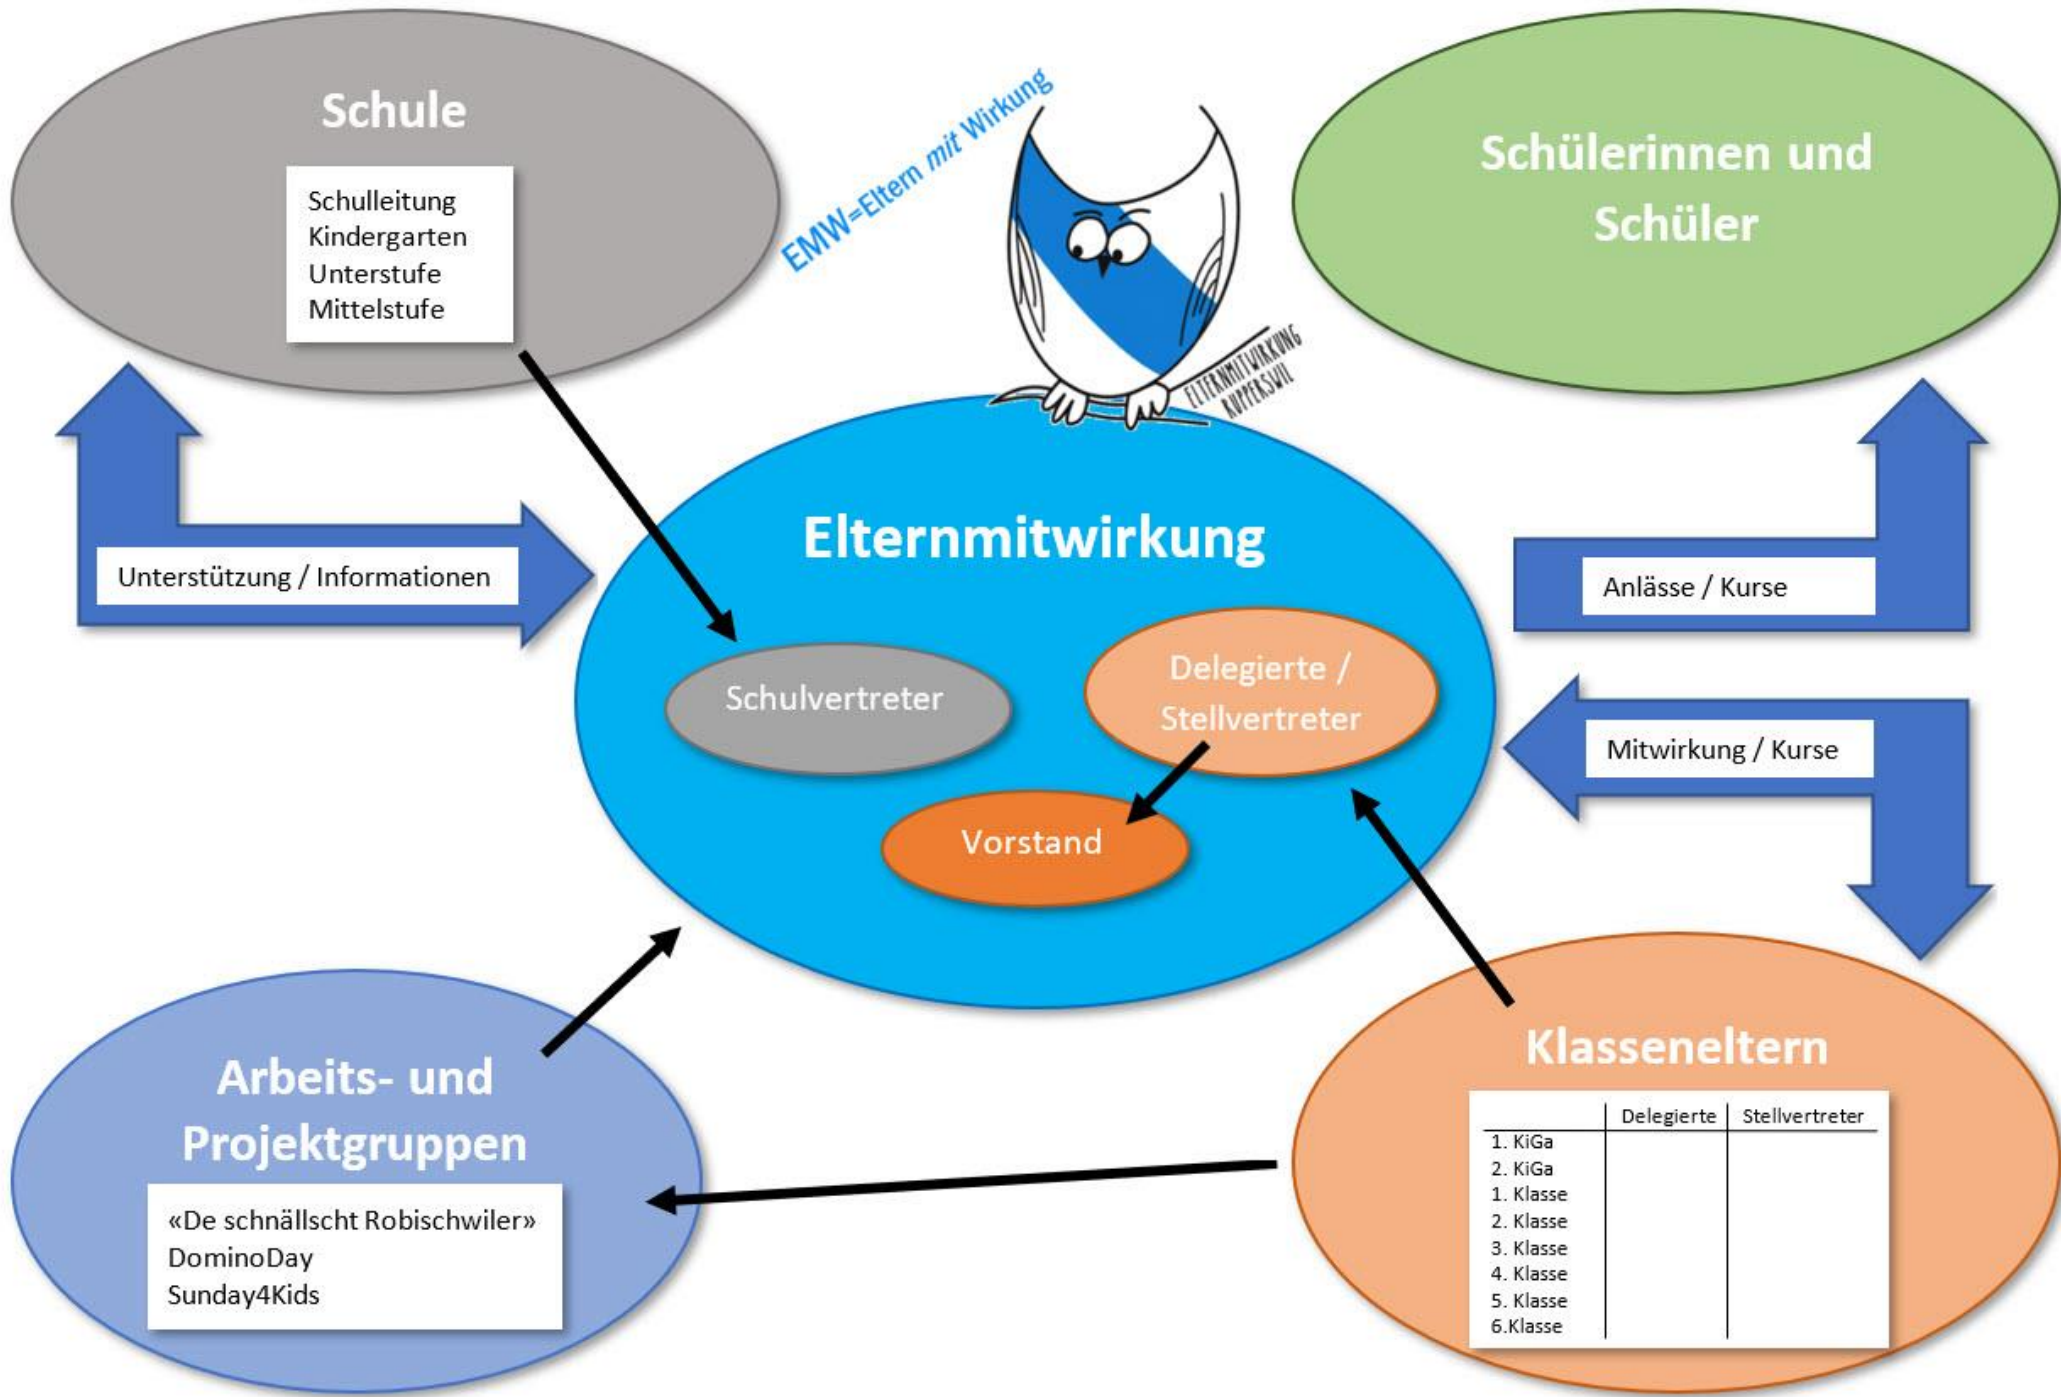 Schule
Schulleitung
Kindergarten
Unterstufe
Mittelstufe
EMW=Eltern mit Wirkung
ELTERNMITWIRKUNG
RUPPERSWIL
Schülerinnen und
Schüler
Unterstützung / Informationen
Elternmitwirkung
Schulvertreter
Delegierte /
Stellvertreter
Vorstand
Anlässe / Kurse
Mitwirkung / Kurse
Arbeits- und
Projektgruppen
«De schnällscht Robischwiler»
DominoDay
Sunday4Kids
Klasseneltern
Delegierte Stellvertreter
1. KiGa
2. KiGa
1. Klasse
2. Klasse
3. Klasse
4. Klasse
5. Klasse
6.Klasse